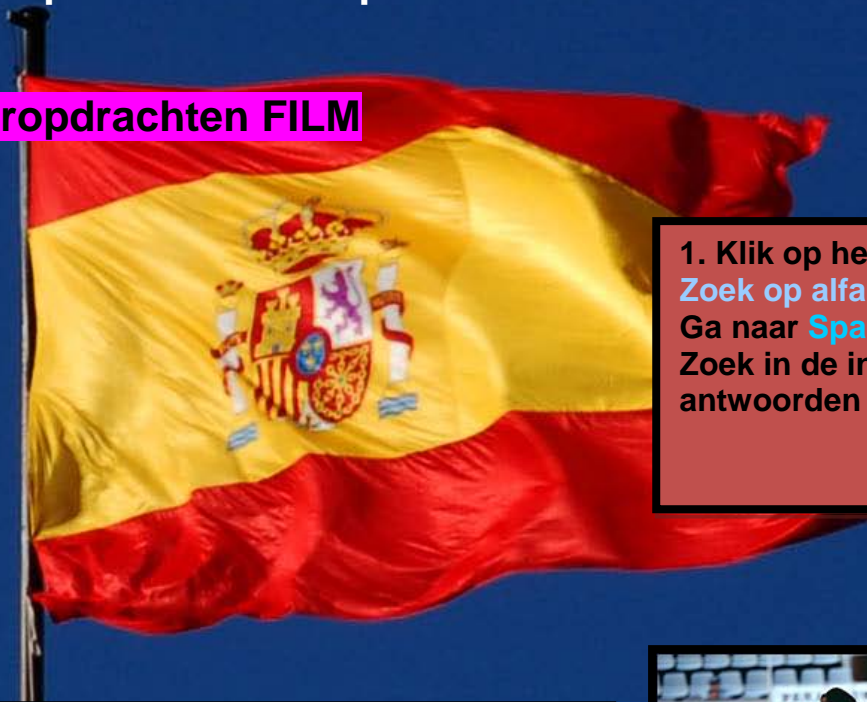 ropdrachten FILM
1. Klik op he
Zoek op alfa
Ga naar Spa
Zoek in de in
antwoorden